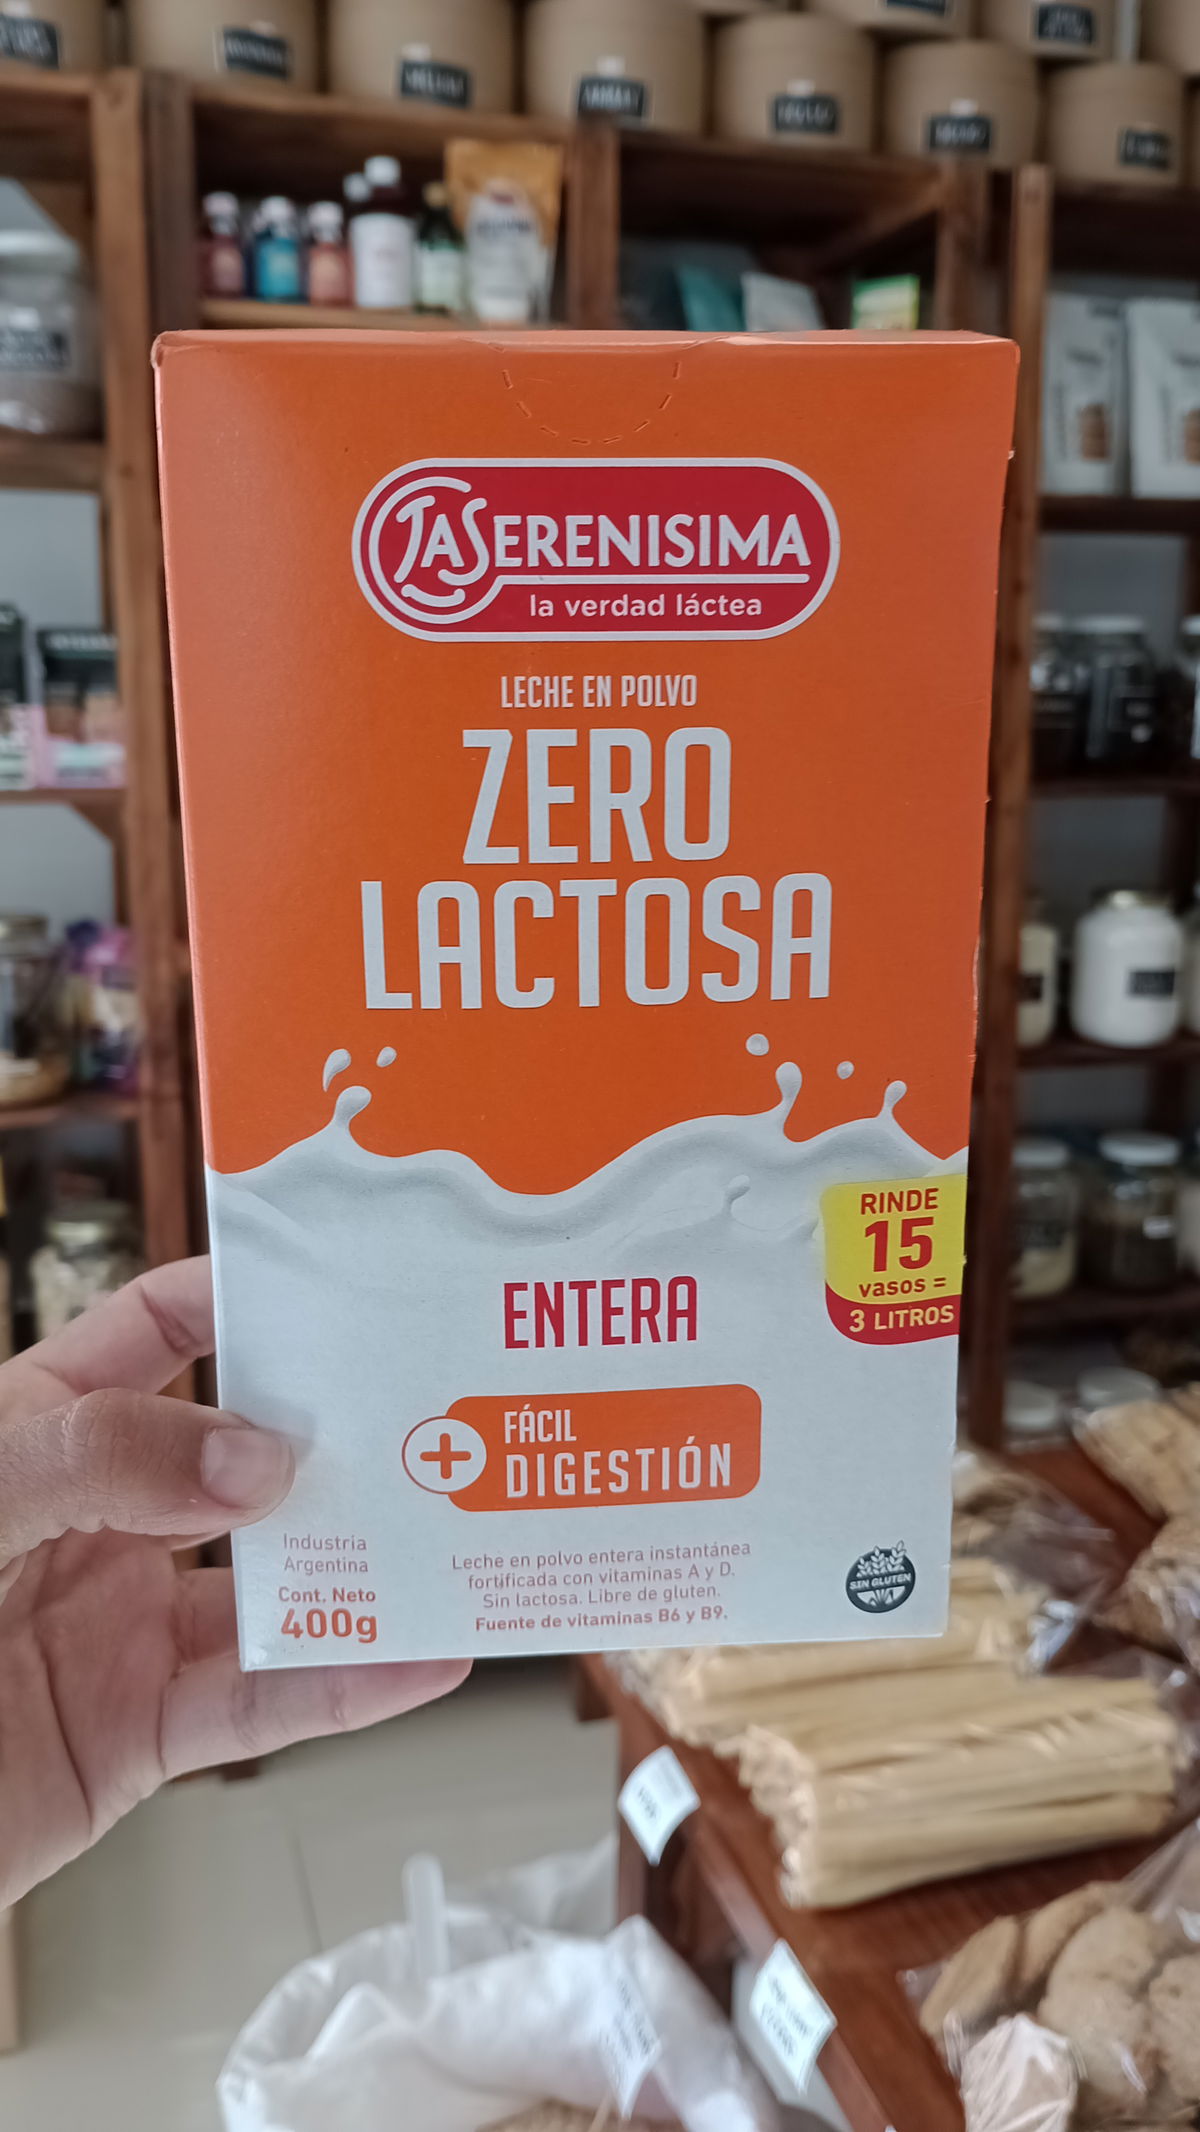 LASERENISIMA
la verdad láctea
LECHE EN POLVO
ZERO
LACTOSA
RINDE
15
vasos =
3 LITROS
ENTERA
+ FÁCIL
DIGESTIÓN
Industria
Argentina
Cont. Neto
400g
Leche en polvo entera instantánea
fortificada con vitaminas A y D.
Sin lactosa. Libre de gluten.
Fuente de vitaminas B6 y B9.
SIN GLUTEN